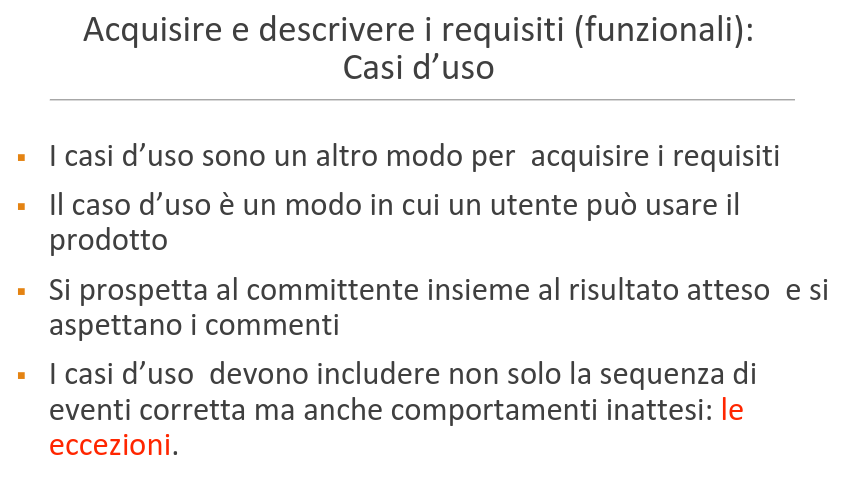 Acquisire e descrivere i requisiti (funzionali):
Casi d’uso
▪ I casi d’uso sono un altro modo per  acquisire i requisiti
▪ Il caso d’uso è un modo in cui un utente può usare il
prodotto
▪ Si prospetta al committente insieme al risultato atteso  e si
aspettano i commenti
▪ I casi d’uso  devono includere non solo la sequenza di
eventi corretta ma anche comportamenti inattesi: le
eccezioni.